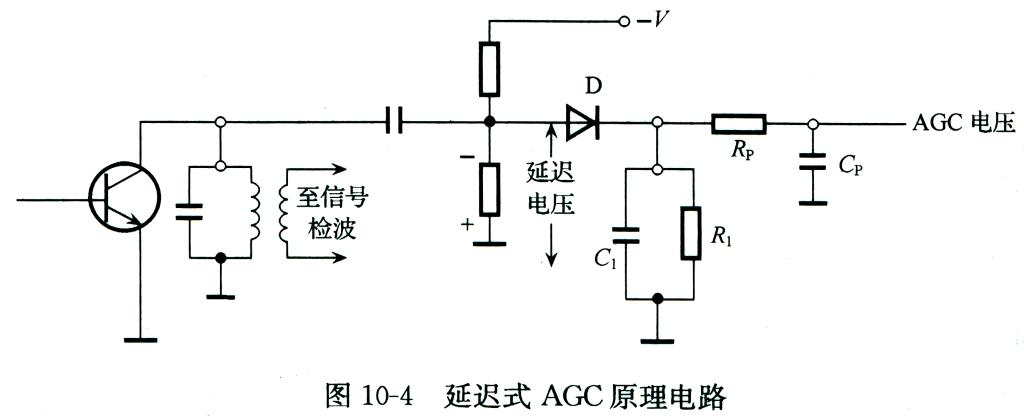 −V
D
AGC 电压
R_P
C_P
−
延迟
电压
+
至信号
检波
C_1
R_1
图 10-4 延迟式 AGC 原理电路